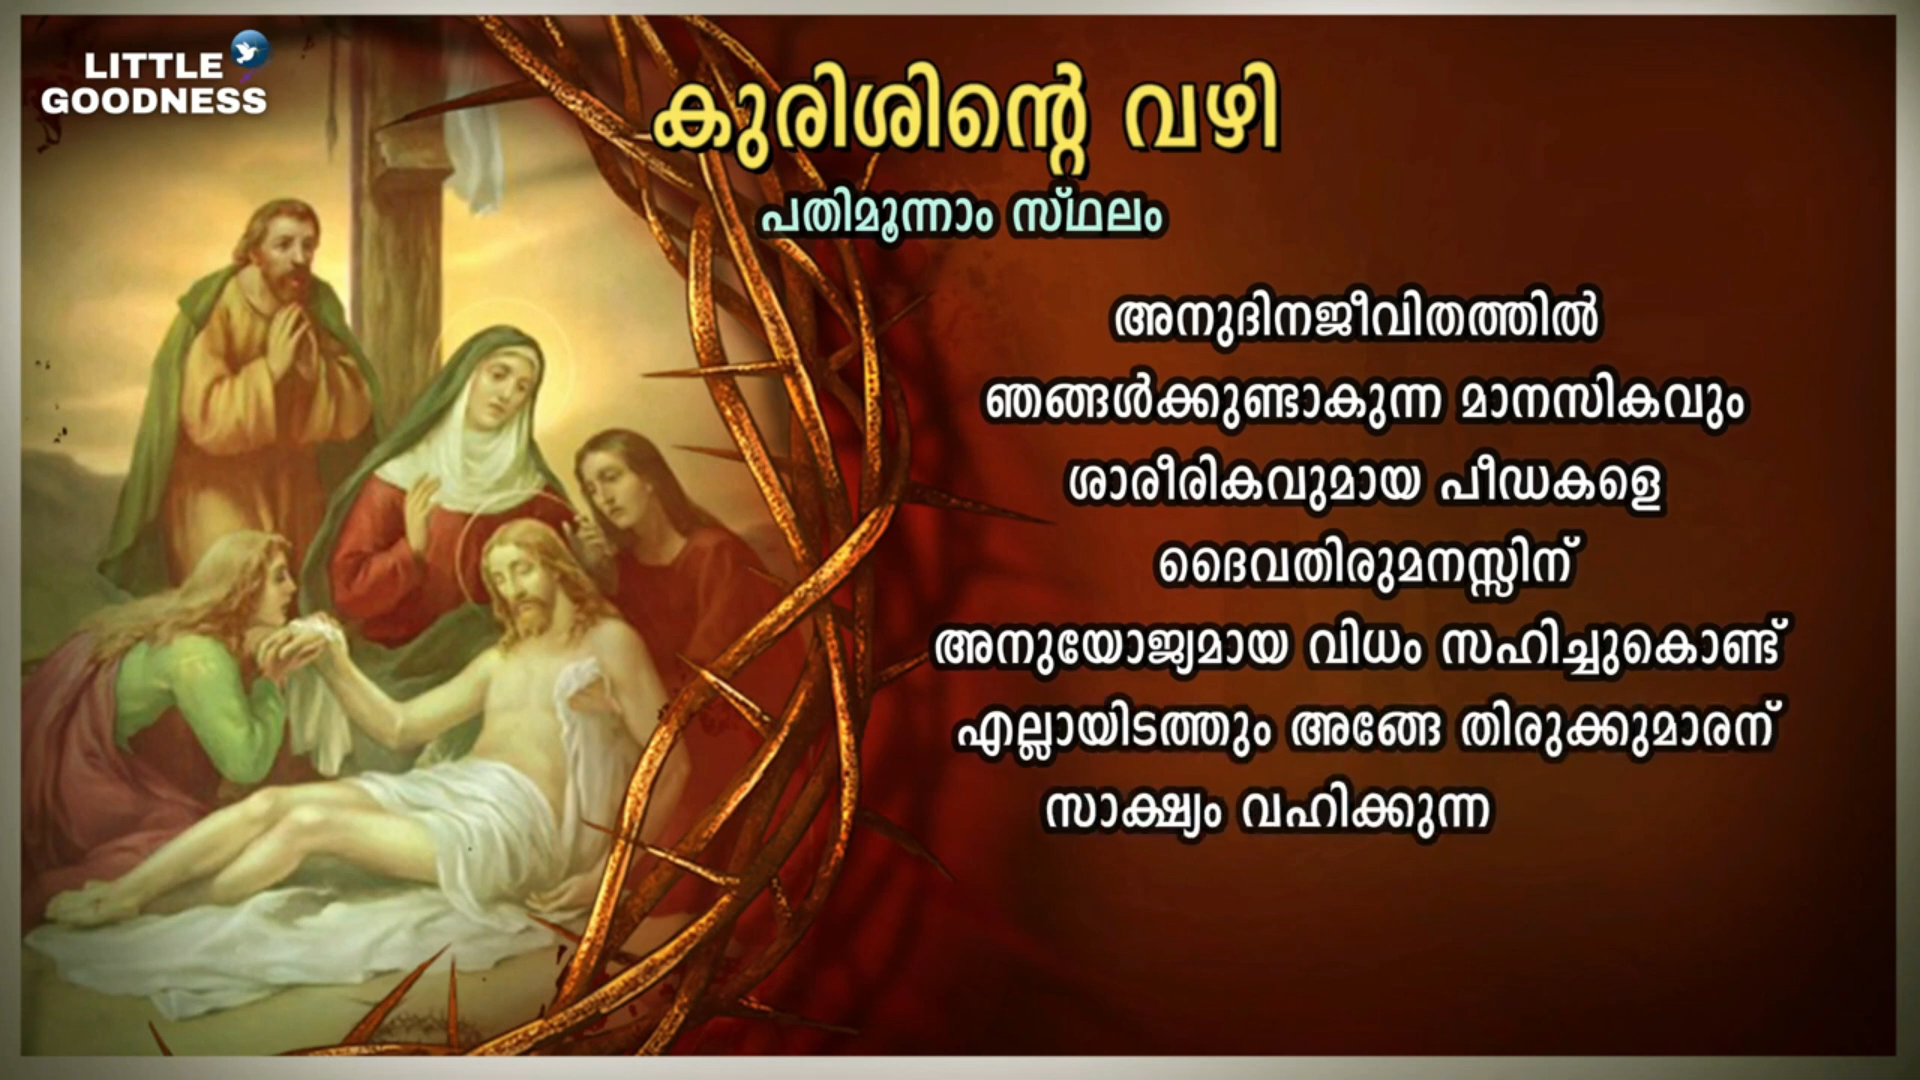 LITTLE
GOODNESS
കുരിശിന്റെ വഴി
പതിമൂന്നാം സ്ഥലം
അനുദിനജീവിതത്തിൽ
ഞങ്ങൾക്കുണ്ടാകുന്ന മാനസികവും
ശാരീരികവുമായ പീഡകളെ
ദൈവതിരുമനസ്സിന്
അനുയോജ്യമായ വിധം സഹിച്ചുകൊണ്ട്
എല്ലായിടത്തും അങ്ങേ തിരുക്കുമാരന്
സാക്ഷ്യം വഹിക്കുന്ന